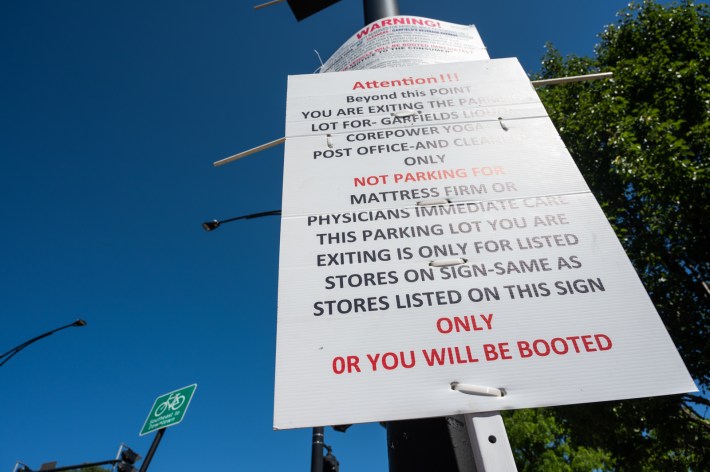 WARNING!
Attention!!!
Beyond this POINT
YOU ARE EXITING THE
LOT FOR- GARFIELDS
COREPOWER YOGA
POST OFFICE-AND
ONLY
NOT PARKING FOR
MATTRESS FIRM OR
PHYSICIANS IMMEDIATE CARE
THIS PARKING LOT YOU ARE
EXITING IS ONLY FOR LISTED
STORES ON SIGN-SAME AS
STORES LISTED ON THIS SIGN
ONLY
0R YOU WILL BE BOOTED